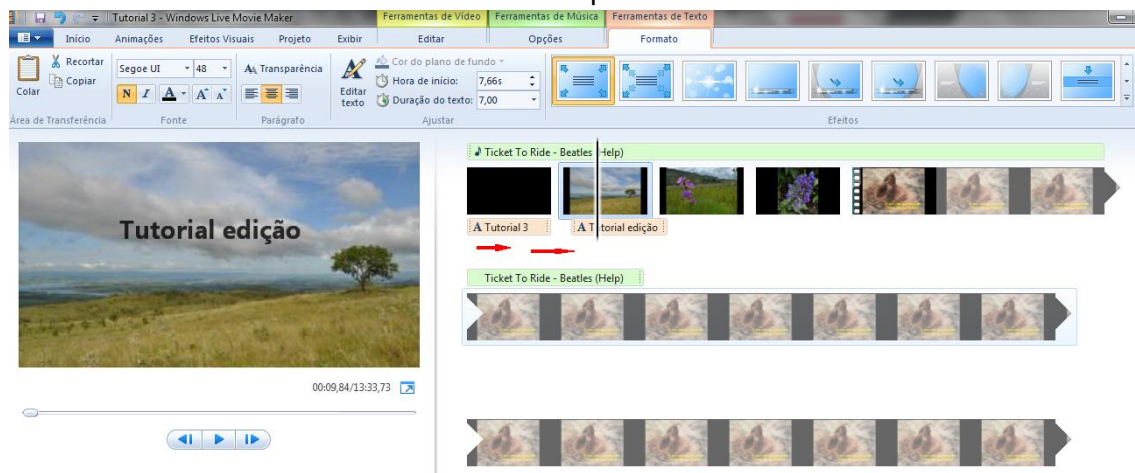 Tutorial 3 - Windows Live Movie Maker
Ferramentas de Vídeo
Ferramentas de Música
Ferramentas de Texto
Início Animações Efeitos Visuais Projeto Exibir Editar Opções Formato
Colar
Recortar
Copiar
Área de Transferência
Segoe UI 48
N I A A A
Fonte
Transparência
Parágrafo
Editar texto
Cor do plano de fundo
Hora de início: 7,66s
Duração do texto: 7,00
Ajustar
Efeitos
Tutorial edição
00:09,84/13:33,73
Ticket To Ride - Beatles (Help)
A Tutorial 3
A Tutorial edição
Ticket To Ride - Beatles (Help)